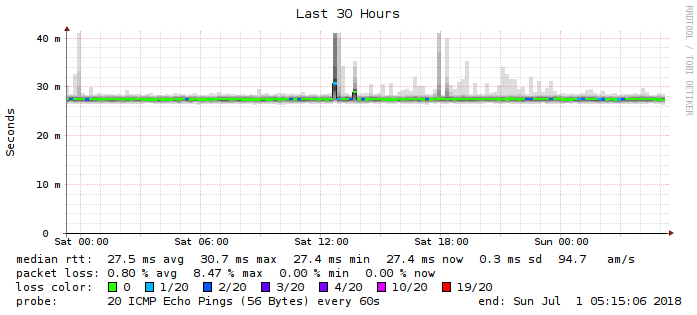 Last 30 Hours
RRDTOOL / TOBI OETIKER
Seconds
40 m
30 m
20 m
10 m
0
Sat 00:00 Sat 06:00 Sat 12:00 Sat 18:00 Sun 00:00
median rtt: 27.5 ms avg 30.7 ms max 27.4 ms min 27.4 ms now 0.3 ms sd 94.7 am/s
packet loss: 0.80 % avg 8.47 % max 0.00 % min 0.00 % now
loss color: 0 1/20 2/20 3/20 4/20 10/20 19/20
probe: 20 ICMP Echo Pings (56 Bytes) every 60s end: Sun Jul 1 05:15:06 2018